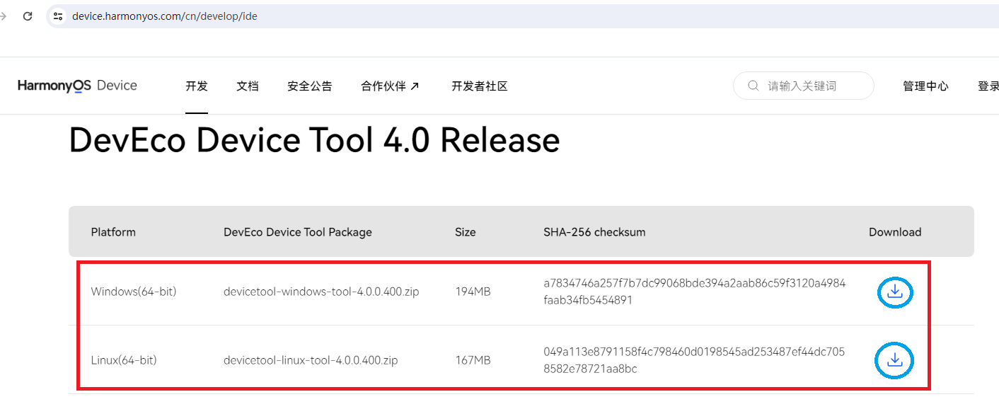 device.harmonyos.com/cn/develop/ide
HarmonyOS Device 开发 文档 安全公告 合作伙伴 开发者社区 请输入关键词 管理中心 登录
DevEco Device Tool 4.0 Release
Platform DevEco Device Tool Package Size SHA-256 checksum Download
Windows(64-bit) devicetool-windows-tool-4.0.0.400.zip 194MB a7834746a257f7b7dc99068bde394a2aab86c59f3120a4984
faab34fb5454891
Linux(64-bit) devicetool-linux-tool-4.0.0.400.zip 167MB 049a113e8791158f4c798460d0198545ad253487ef44dc705
8582e78721aa8bc